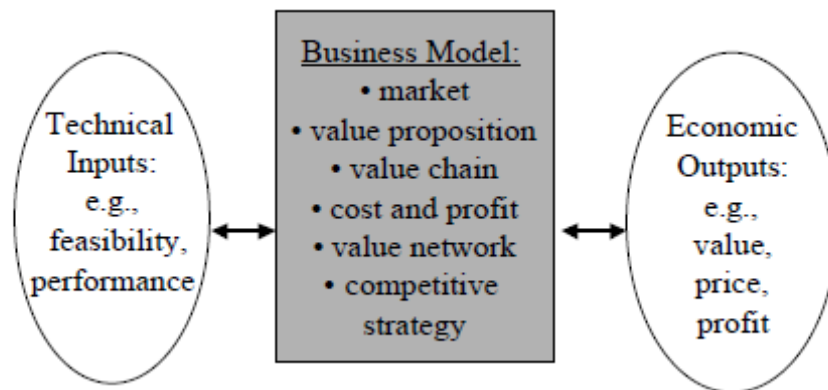 Technical
Inputs:
e.g.,
feasibility,
performance
Business Model:
• market
• value proposition
• value chain
• cost and profit
• value network
• competitive
strategy
Economic
Outputs:
e.g.,
value,
price,
profit